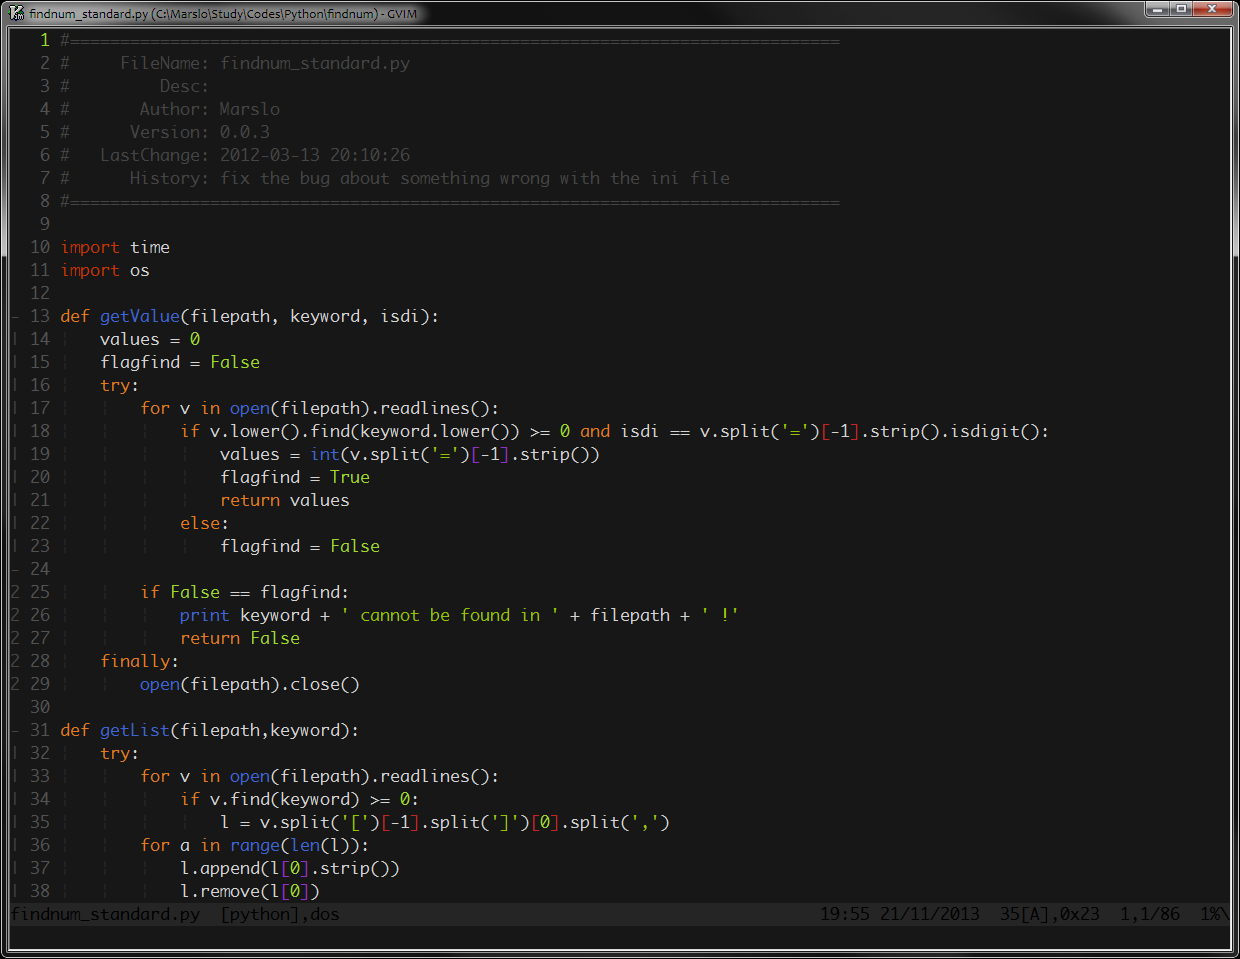 findnum_standard.py (C:\Marslo\Study\Codes\Python\findnum) - GVIM
1 #=============================================================================
2 #     FileName: findnum_standard.py
3 #         Desc:
4 #       Author: Marslo
5 #      Version: 0.0.3
6 #   LastChange: 2012-03-13 20:10:26
7 #      History: fix the bug about something wrong with the ini file
8 #=============================================================================
9
10 import time
11 import os
12
- 13 def getValue(filepath, keyword, isdi):
| 14     values = 0
| 15     flagfind = False
| 16     try:
| 17         for v in open(filepath).readlines():
| 18             if v.lower().find(keyword.lower()) >= 0 and isdi == v.split('=')[-1].strip().isdigit():
| 19                 values = int(v.split('=')[-1].strip())
| 20                 flagfind = True
| 21                 return values
| 22             else:
| 23                 flagfind = False
- 24
2 25         if False == flagfind:
2 26             print keyword + ' cannot be found in ' + filepath + ' !'
2 27             return False
2 28     finally:
2 29         open(filepath).close()
30
- 31 def getList(filepath,keyword):
| 32     try:
| 33         for v in open(filepath).readlines():
| 34             if v.find(keyword) >= 0:
| 35                 l = v.split('[')[-1].split(']')[0].split(',')
| 36         for a in range(len(l)):
| 37             l.append(l[0].strip())
| 38             l.remove(l[0])
findnum_standard.py  [python],dos 19:55 21/11/2013  35[A],0x23  1,1/86  1%\